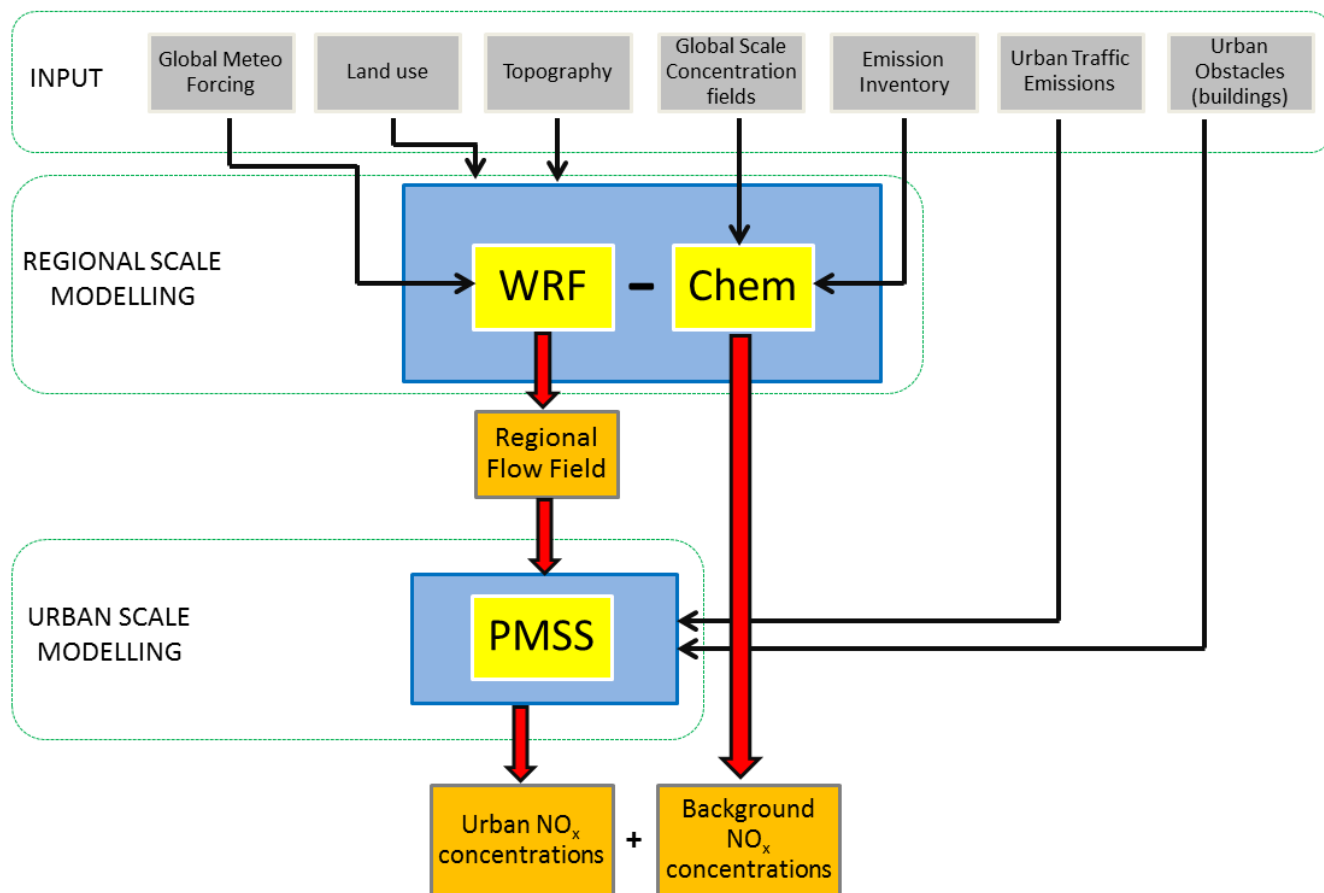 INPUT
Global Meteo
Forcing
Land use
Topography
Global Scale
Concentration
fields
Emission
Inventory
Urban Traffic
Emissions
Urban
Obstacles
(buildings)
REGIONAL SCALE
MODELLING
WRF
–
Chem
Regional
Flow Field
URBAN SCALE
MODELLING
PMSS
Urban NOₓ
concentrations
+
Background
NOₓ
concentrations